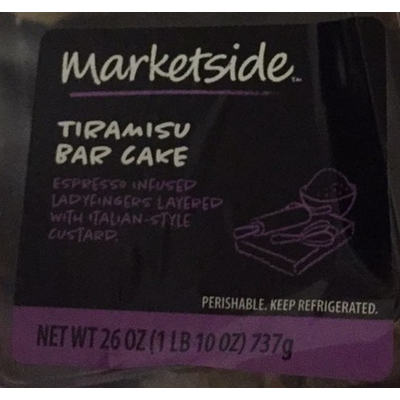 marketside™
TIRAMISU
BAR CAKE
ESPRESSO INFUSED
LADYFINGERS LAYERED
WITH ITALIAN-STYLE
CUSTARD.
PERISHABLE. KEEP REFRIGERATED.
NET WT 26 OZ (1 LB 10 OZ) 737g